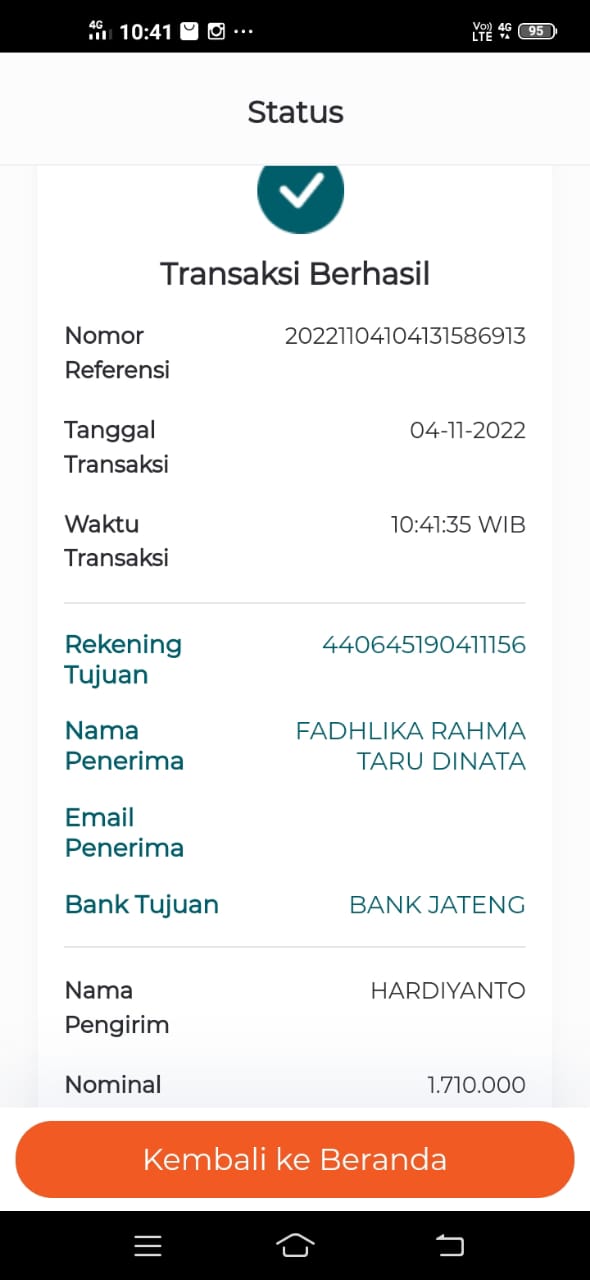 4G 10:41 ... Vo)) LTE 4G 95
Status
Transaksi Berhasil
Nomor Referensi 20221104104131586913
Tanggal Transaksi 04-11-2022
Waktu Transaksi 10:41:35 WIB
Rekening Tujuan 440645190411156
Nama Penerima FADHLIKA RAHMA TARU DINATA
Email Penerima
Bank Tujuan BANK JATENG
Nama Pengirim HARDIYANTO
Nominal 1.710.000
Kembali ke Beranda